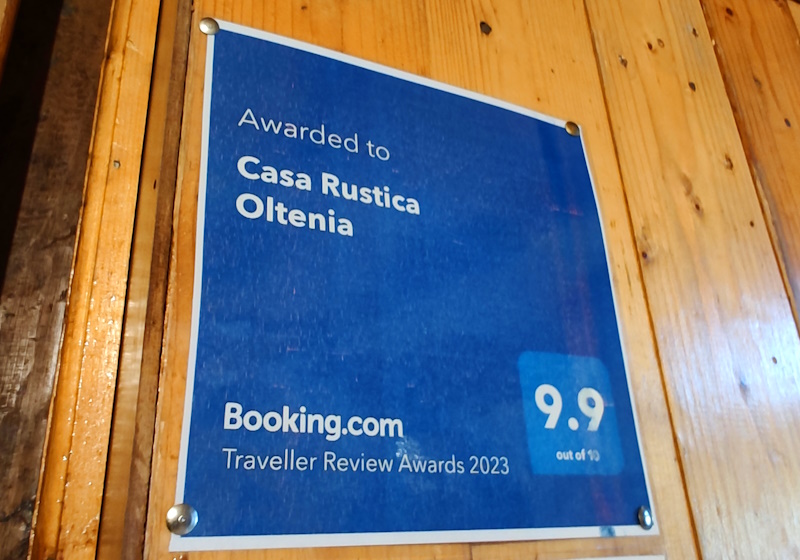 Awarded to
Casa Rustica
Oltenia
9.9
out of 10
Booking.com
Traveller Review Awards 2023